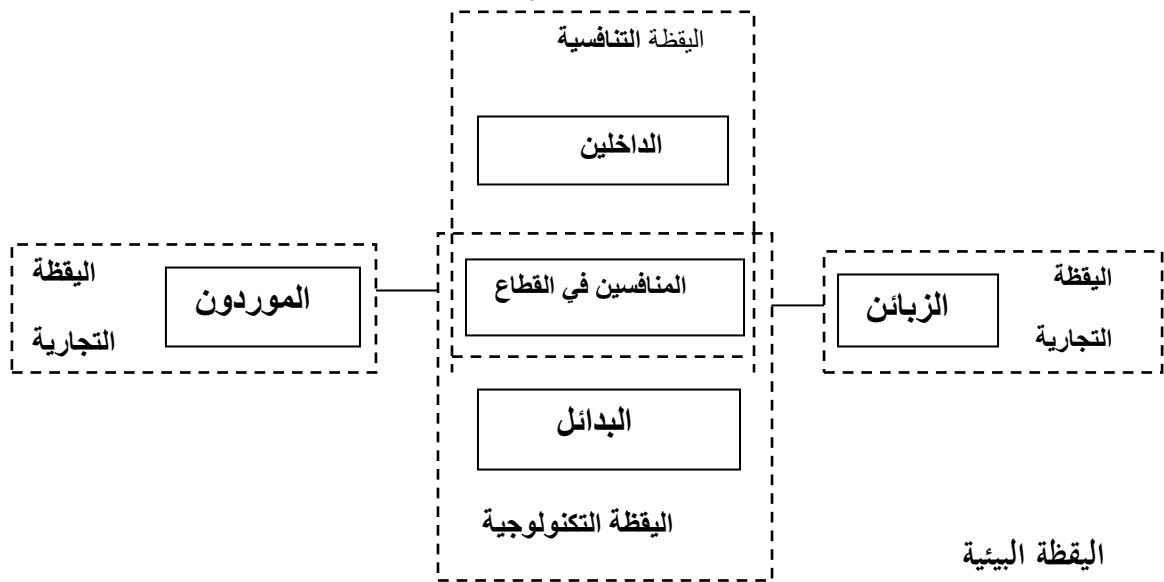 اليقظة التنافسية
الداخلين
اليقظة
الزبائن
التجارية
المنافسين في القطاع
اليقظة
الموردون
التجارية
البدائل
اليقظة التكنولوجية
اليقظة البيئية